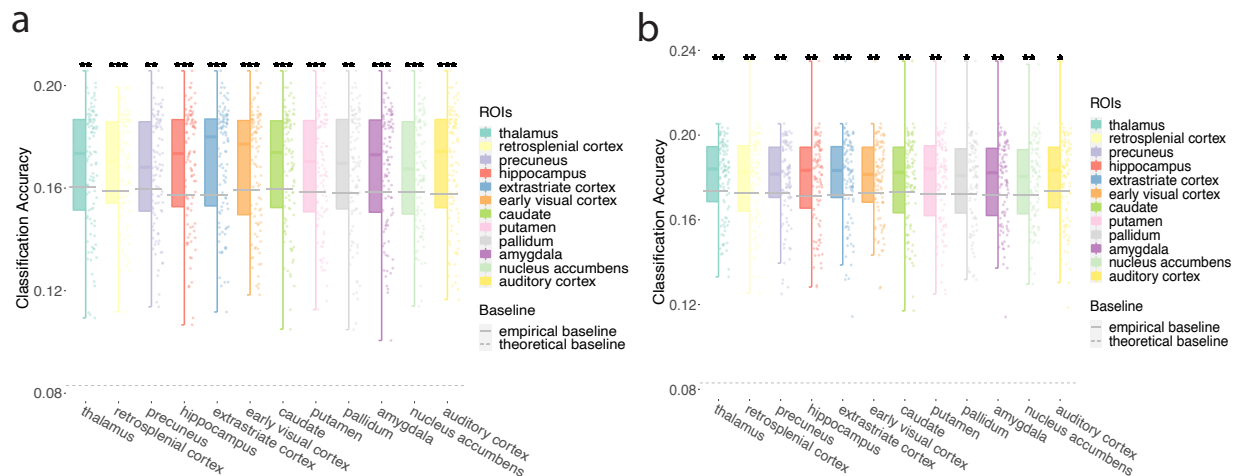 a
** *** ** *** *** *** *** *** ** *** *** ***
0.20
0.16
0.12
0.08
Classification Accuracy
thalamus
retrosplenial cortex
precuneus
hippocampus
extrastriate cortex
early visual cortex
caudate
putamen
pallidum
amygdala
nucleus accumbens
auditory cortex
ROIs
thalamus
retrosplenial cortex
precuneus
hippocampus
extrastriate cortex
early visual cortex
caudate
putamen
pallidum
amygdala
nucleus accumbens
auditory cortex
Baseline
empirical baseline
theoretical baseline
b
** ** ** ** *** ** ** ** * ** ** *
0.24
0.20
0.16
0.12
0.08
Classification Accuracy
thalamus
retrosplenial cortex
precuneus
hippocampus
extrastriate cortex
early visual cortex
caudate
putamen
pallidum
amygdala
nucleus accumbens
auditory cortex
ROIs
thalamus
retrosplenial cortex
precuneus
hippocampus
extrastriate cortex
early visual cortex
caudate
putamen
pallidum
amygdala
nucleus accumbens
auditory cortex
Baseline
empirical baseline
theoretical baseline